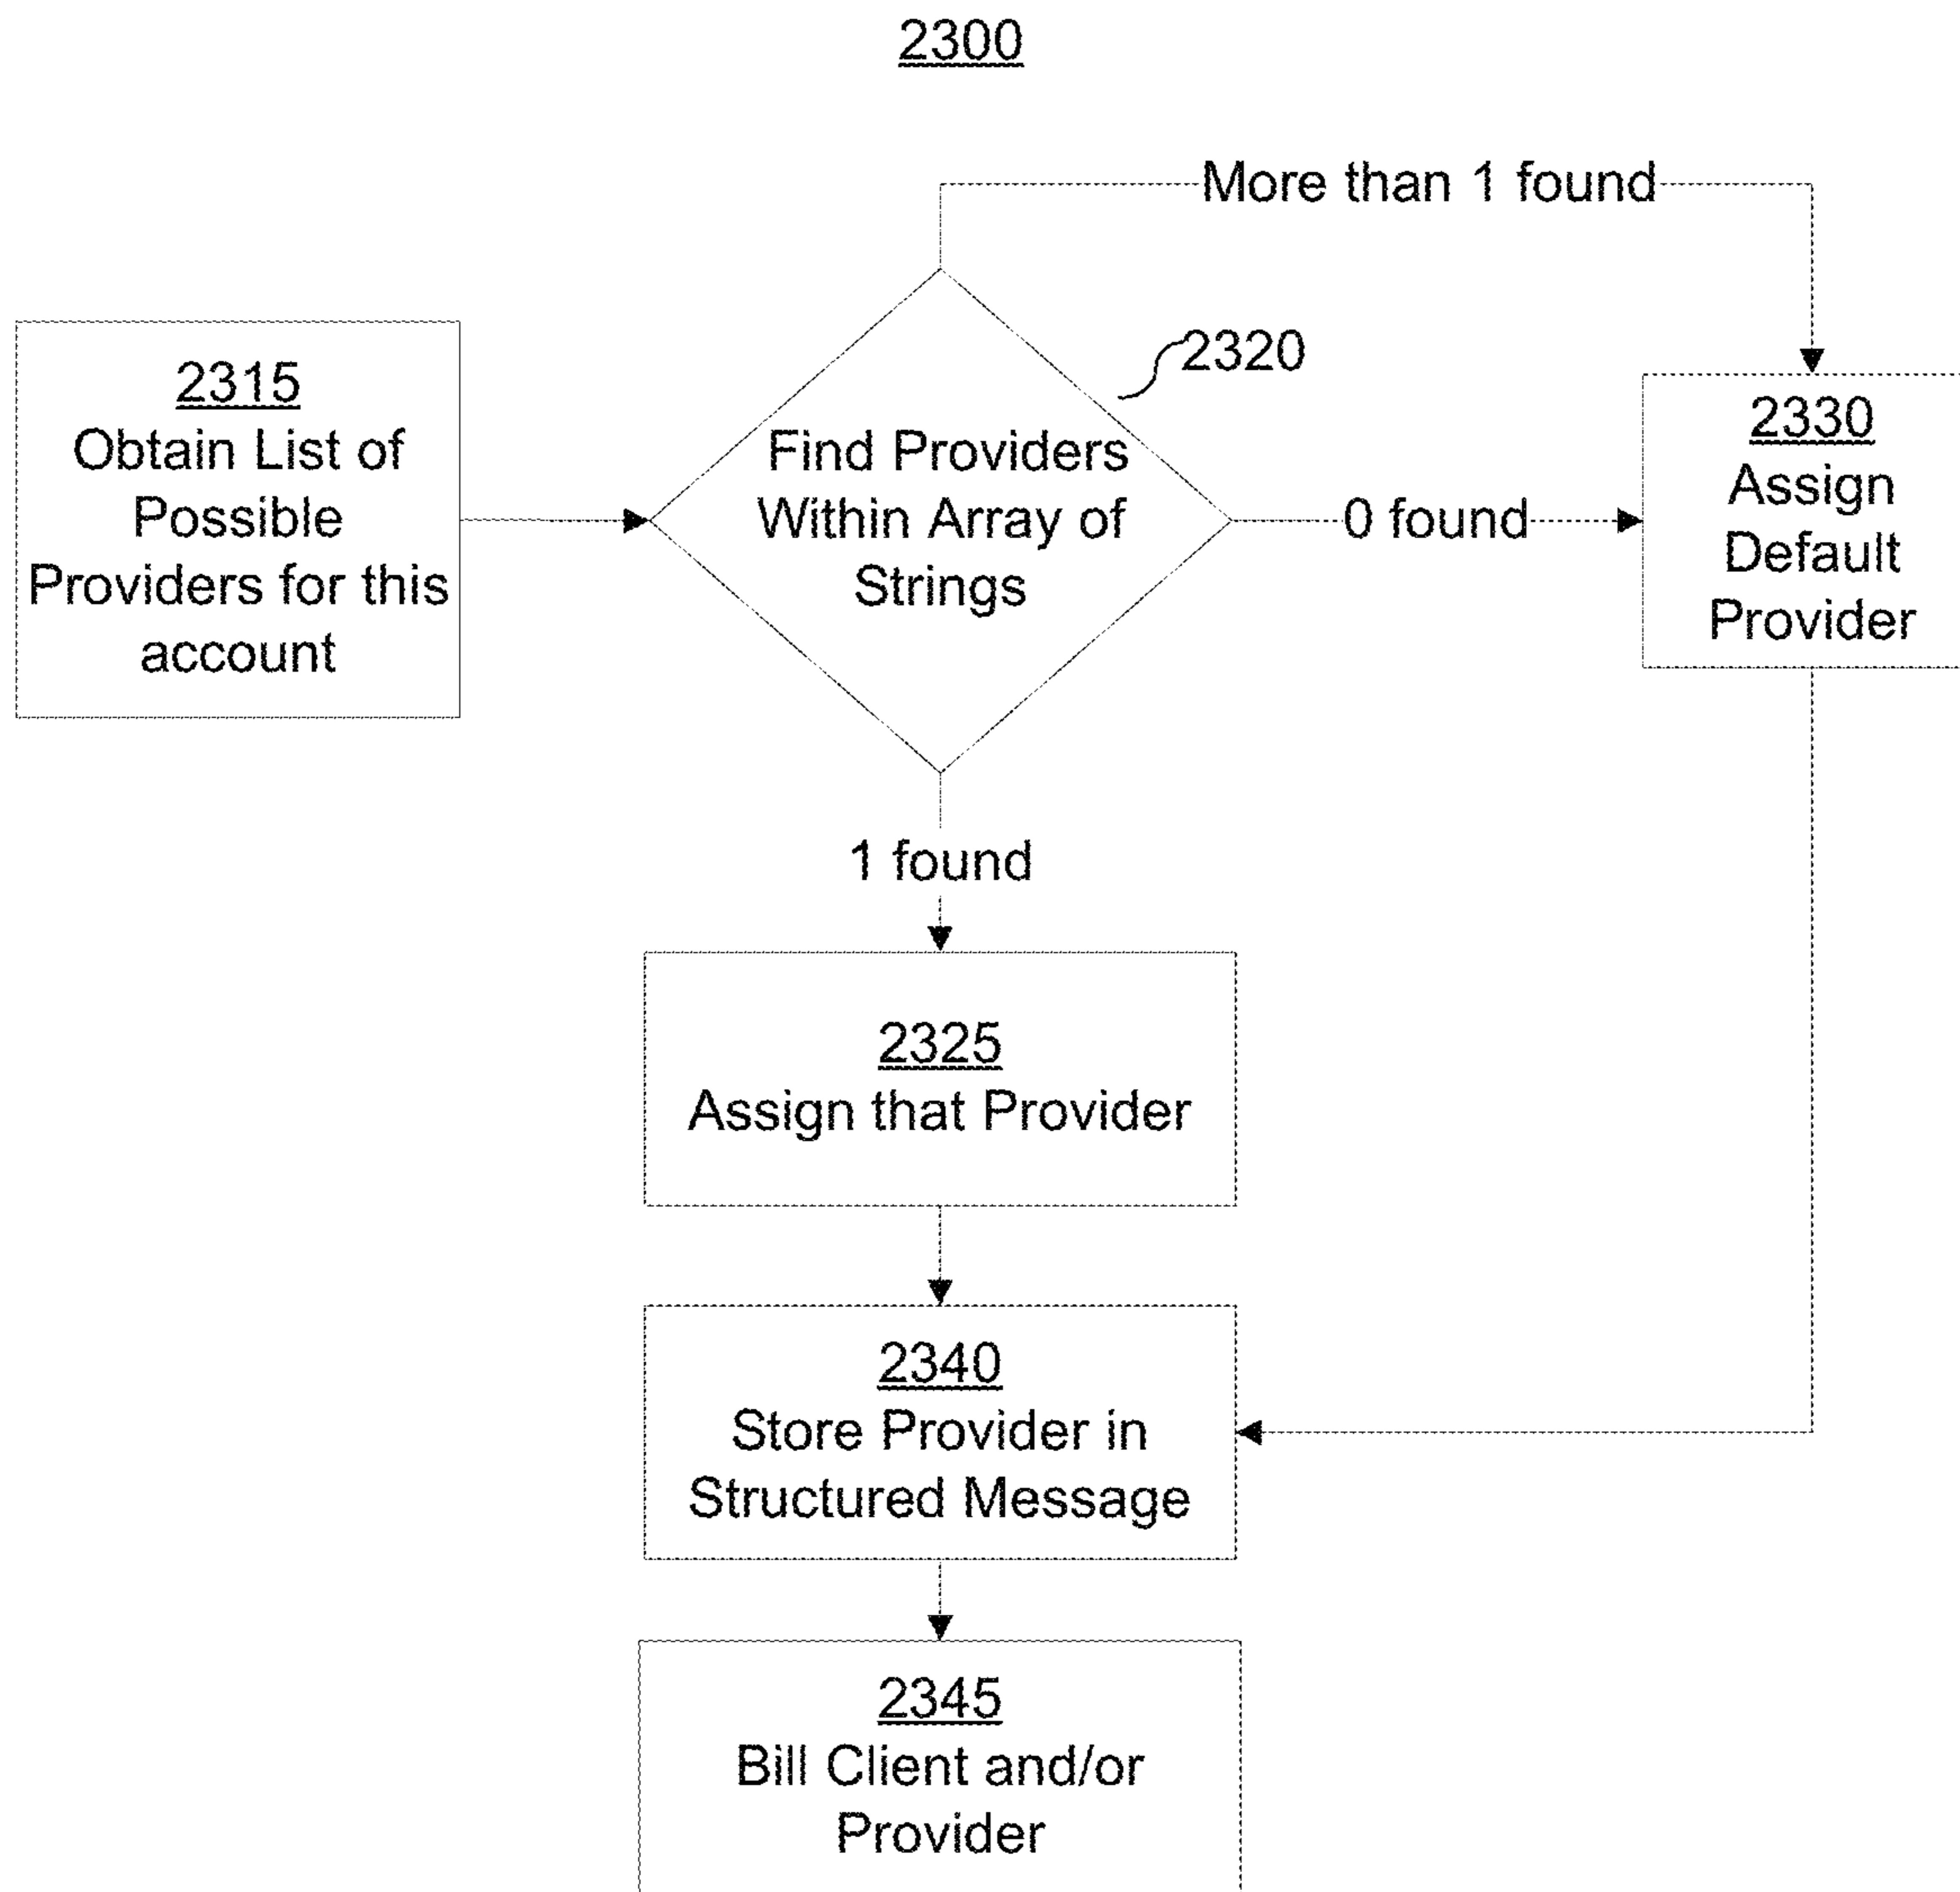 2300
More than 1 found
2315
Obtain List of
Possible
Providers for this
account
2320
Find Providers
Within Array of
Strings
0 found
2330
Assign
Default
Provider
1 found
2325
Assign that Provider
2340
Store Provider in
Structured Message
2345
Bill Client and/or
Provider